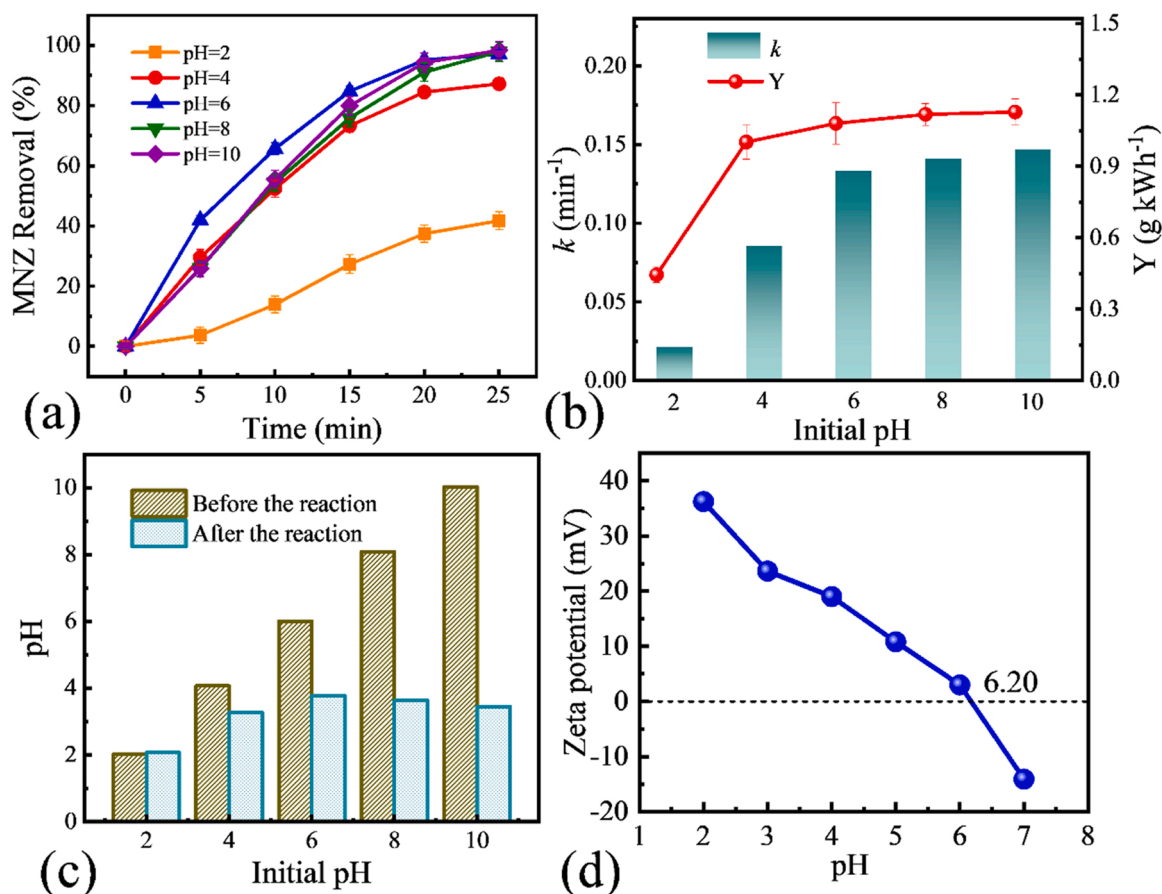 100
80
60
40
20
0
MNZ Removal (%)
pH=2
pH=4
pH=6
pH=8
pH=10
0 5 10 15 20 25
Time (min)
(a)
0.20
0.15
0.10
0.05
0.00
k (min⁻¹)
k
Y
1.5
1.2
0.9
0.6
0.3
0.0
Y (g kWh⁻¹)
2 4 6 8 10
Initial pH
(b)
10
8
6
4
2
0
pH
Before the reaction
After the reaction
2 4 6 8 10
Initial pH
(c)
40
30
20
10
0
-10
-20
Zeta potential (mV)
6.20
1 2 3 4 5 6 7 8
pH
(d)